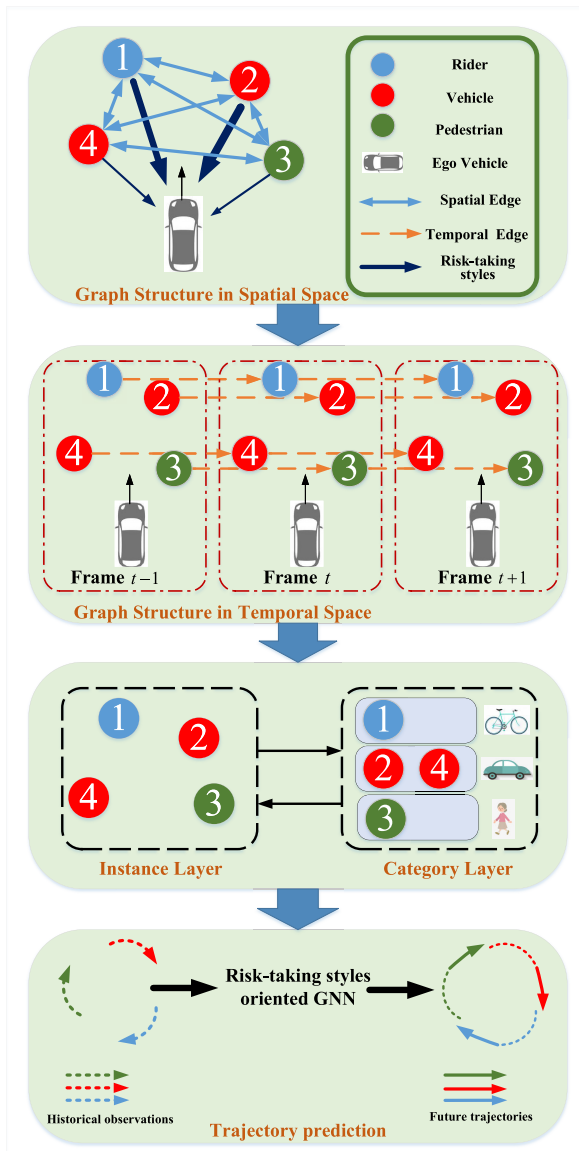 1
2
4
3
Rider
Vehicle
Pedestrian
Ego Vehicle
Spatial Edge
Temporal Edge
Risk-taking
styles
Graph Structure in Spatial Space
1
2
4
3
1
2
4
3
1
2
4
3
Frame t−1
Frame t
Frame t+1
Graph Structure in Temporal Space
1
2
4
3
1
2 4
3
Instance Layer
Category Layer
Risk-taking styles
oriented GNN
Historical observations
Future trajectories
Trajectory prediction